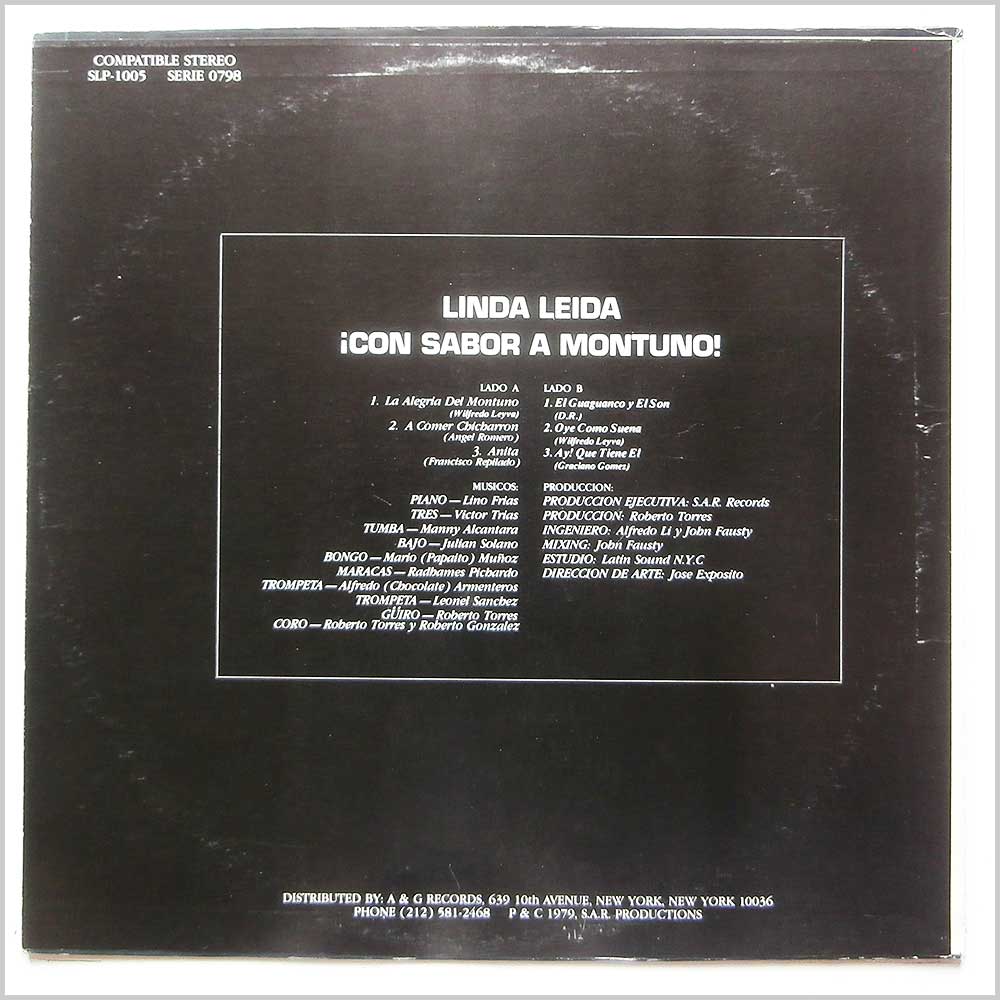 COMPATIBLE STEREO
SLP-1005 SERIE 0798
LINDA LEIDA
¡CON SABOR A MONTUNO!
LADO A
1. La Alegria Del Montuno
(Wilfredo Leyva)
2. A Comer Chicharron
(Angel Romero)
3. Anita
(Francisco Repilado)
LADO B
1. El Guaguanco y El Son
(D.R.)
2. Oye Como Suena
(Wilfredo Leyva)
3. Ay! Que Tiene El
(Graciano Gomez)
MUSICOS:
PIANO — Lino Frias
TRES — Victor Trias
TUMBA — Manny Alcantara
BAJO — Julian Solano
BONGO — Mario (Papaito) Muñoz
MARACAS — Radhames Pichardo
TROMPETA — Alfredo (Chocolate) Armenteros
TROMPETA — Leonel Sanchez
GÜIRO — Roberto Torres
CORO — Roberto Torres y Roberto Gonzalez
PRODUCCION:
PRODUCCION EJECUTIVA: S.A.R. Records
PRODUCCION: Roberto Torres
INGENIERO: Alfredo Li y John Fausty
MIXING: John Fausty
ESTUDIO: Latin Sound N.Y.C
DIRECCION DE ARTE: Jose Exposito
DISTRIBUTED BY: A & G RECORDS, 639 10th AVENUE, NEW YORK, NEW YORK 10036
PHONE (212) 581-2468 P & C 1979, S.A.R. PRODUCTIONS